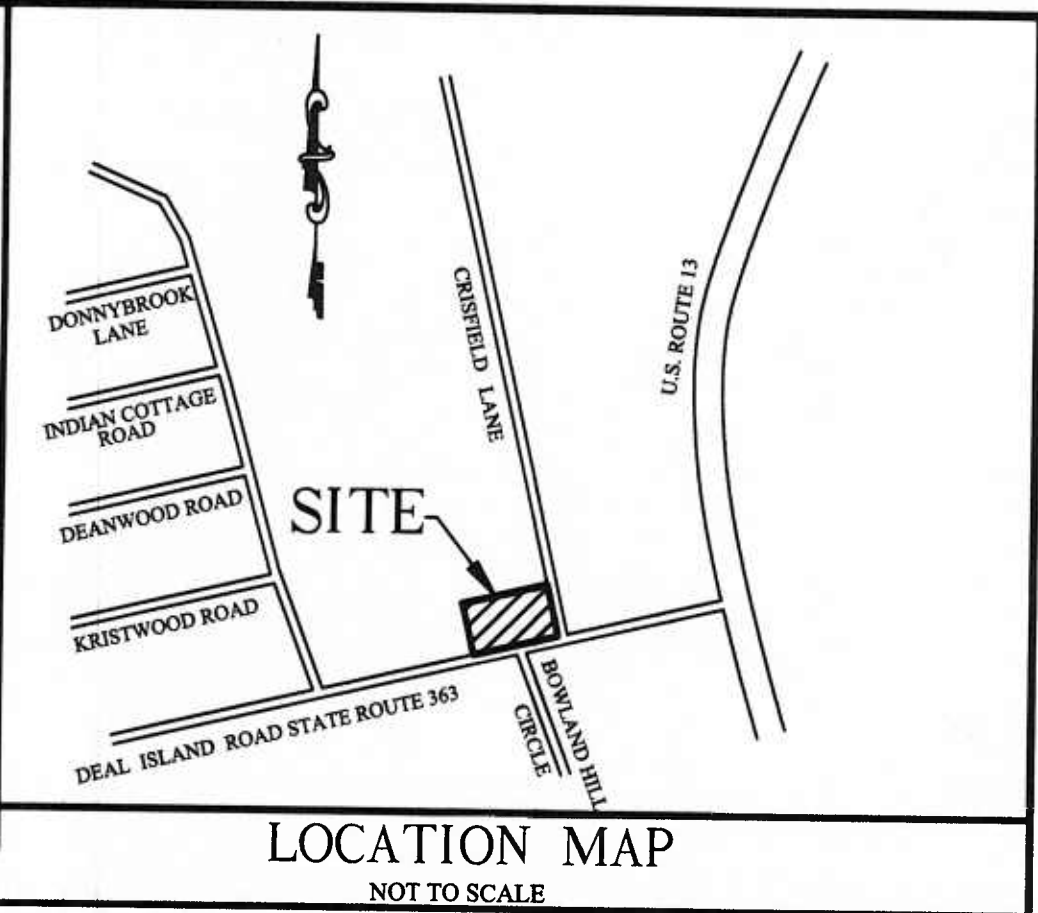 DONNYBROOK
LANE
INDIAN COTTAGE
ROAD
DEANWOOD ROAD
KRISTWOOD ROAD
CRISFIELD LANE
U.S. ROUTE 13
SITE
DEAL ISLAND ROAD STATE ROUTE 363
BOWLAND HILL
CIRCLE
LOCATION MAP
NOT TO SCALE